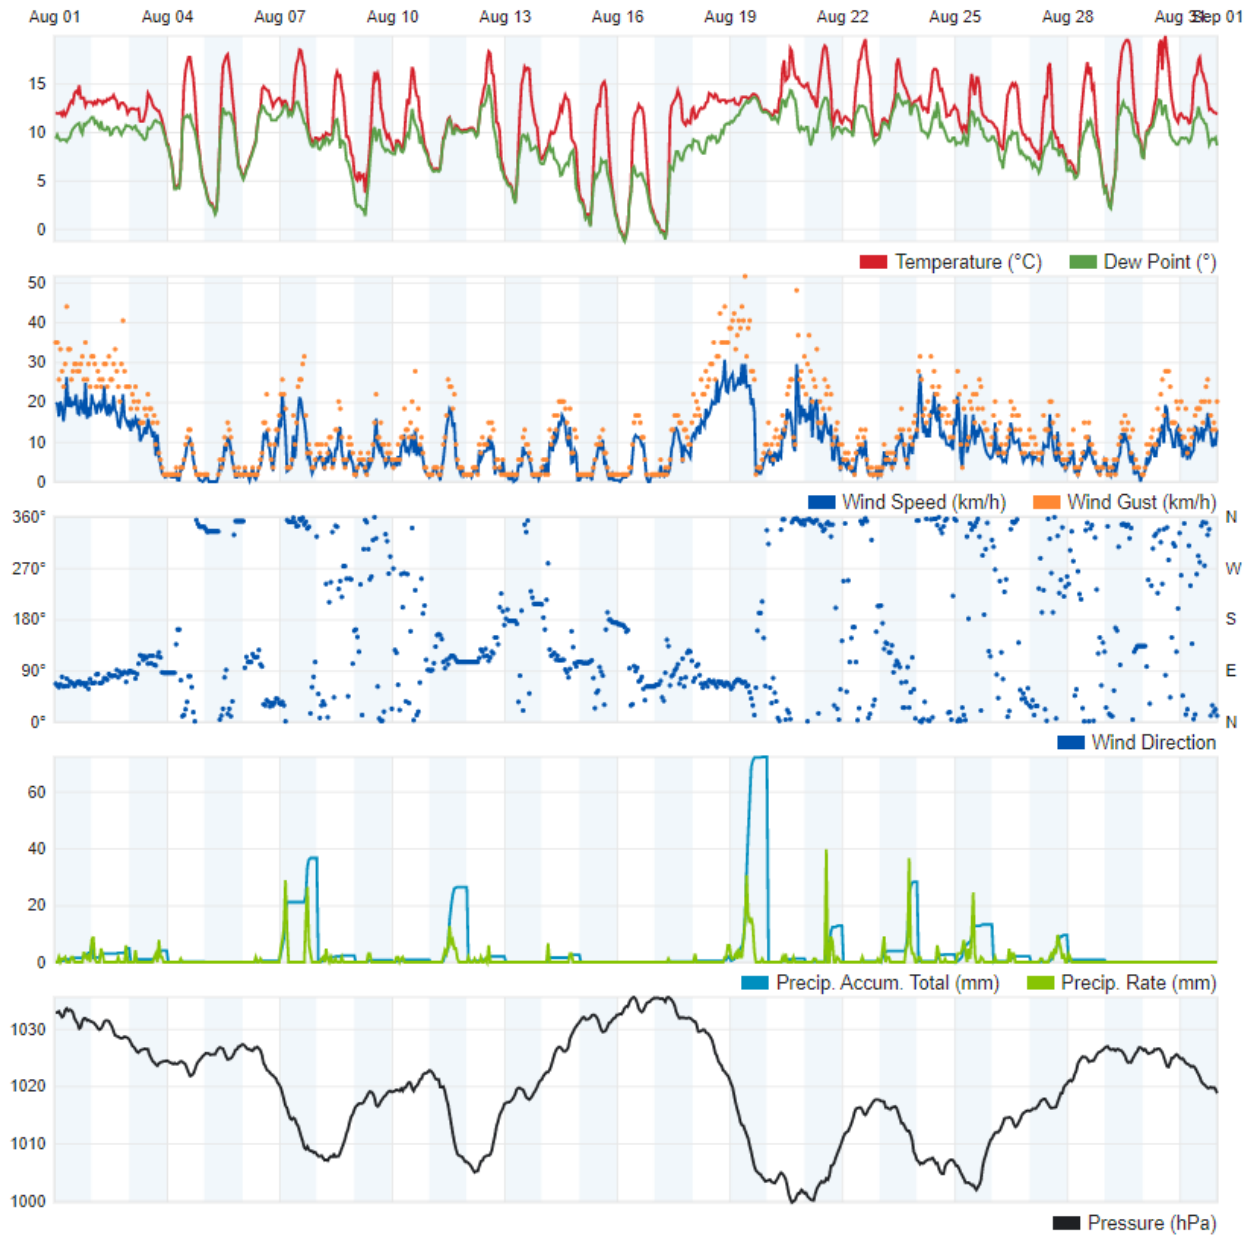 Aug 01 Aug 04 Aug 07 Aug 10 Aug 13 Aug 16 Aug 19 Aug 22 Aug 25 Aug 28 Aug 31 Sep 01
15
10
5
0
Temperature (°C) Dew Point (°)
50
40
30
20
10
0
Wind Speed (km/h) Wind Gust (km/h)
360° N
270° W
180° S
90° E
0° N
Wind Direction
60
40
20
0
Precip. Accum. Total (mm) Precip. Rate (mm)
1030
1020
1010
1000
Pressure (hPa)